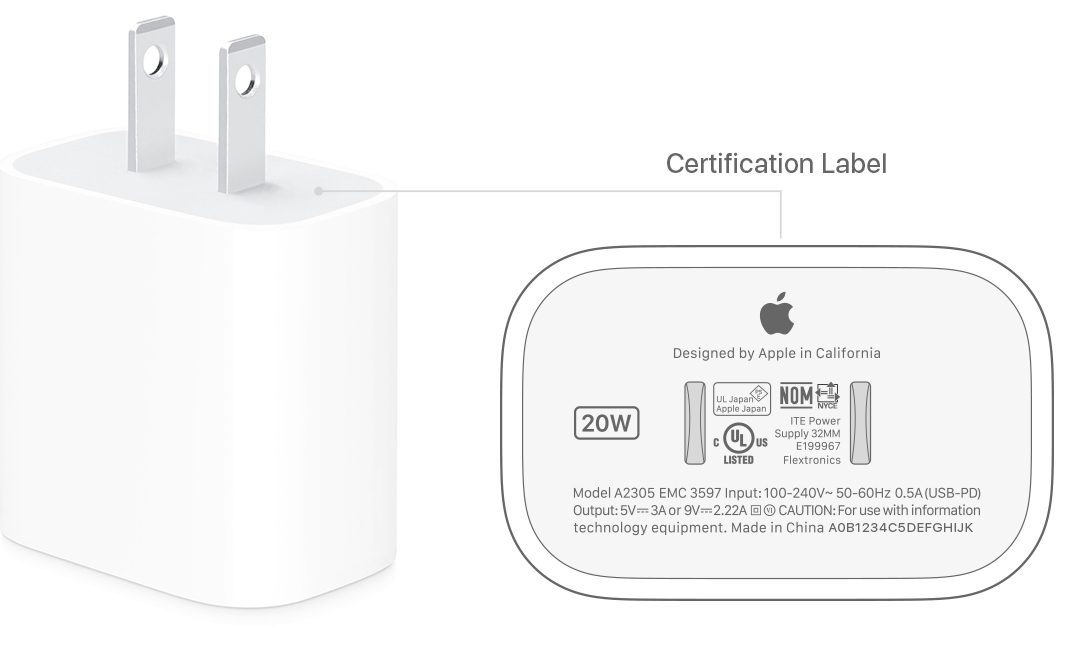 Certification Label
Designed by Apple in California
20W
UL Japan
Apple Japan
PS
E
NOM
NYCE
C UL US
LISTED
ITE Power
Supply 32MM
E199967
Flextronics
Model A2305 EMC 3597 Input: 100-240V~ 50-60Hz 0.5A (USB-PD)
Output: 5V⎓3A or 9V⎓2.22A VI CAUTION: For use with information
technology equipment. Made in China A0B1234C5DEFGHIJK